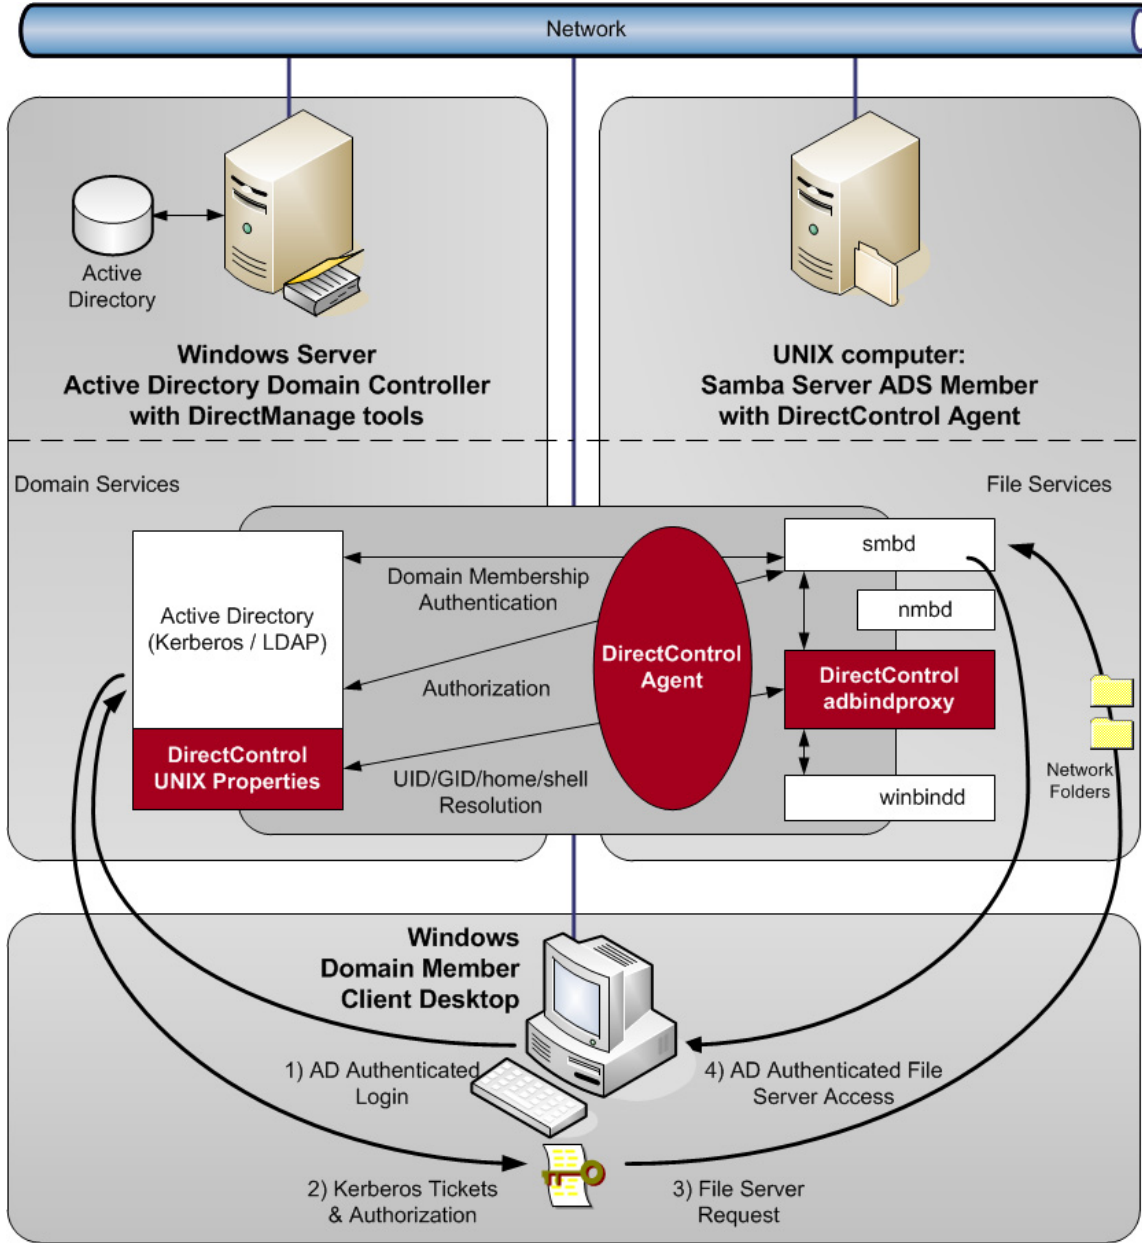 Network
Active
Directory
Windows Server
Active Directory Domain Controller
with DirectManage tools
UNIX computer:
Samba Server ADS Member
with DirectControl Agent
Domain Services
File Services
Active Directory
(Kerberos / LDAP)
DirectControl
UNIX Properties
Domain Membership
Authentication
Authorization
UID/GID/home/shell
Resolution
DirectControl
Agent
smbd
nmbd
DirectControl
adbindproxy
winbindd
Network
Folders
Windows
Domain Member
Client Desktop
1) AD Authenticated
Login
4) AD Authenticated File
Server Access
2) Kerberos Tickets
& Authorization
3) File Server
Request